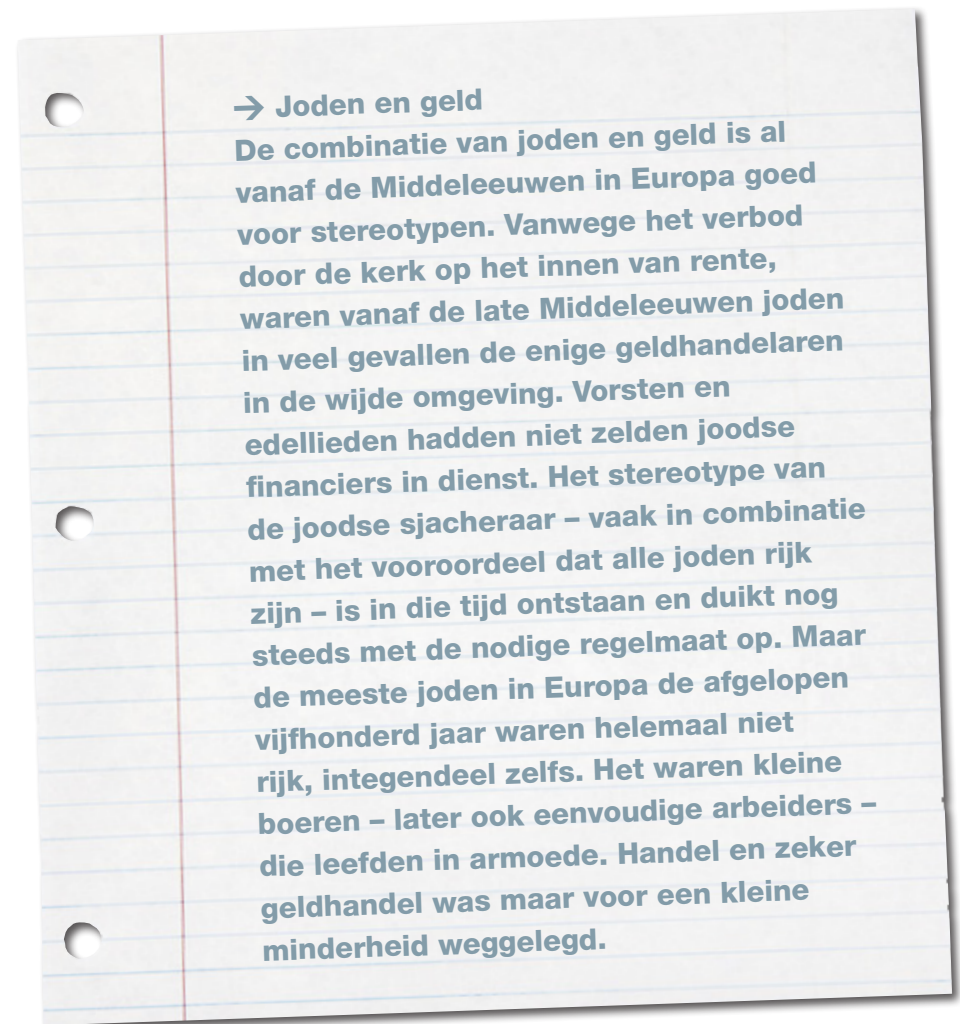 → Joden en geld
De combinatie van joden en geld is al
vanaf de Middeleeuwen in Europa goed
voor stereotypen. Vanwege het verbod
door de kerk op het innen van rente,
waren vanaf de late Middeleeuwen joden
in veel gevallen de enige geldhandelaren
in de wijde omgeving. Vorsten en
edellieden hadden niet zelden joodse
financiers in dienst. Het stereotype van
de joodse sjacheraar – vaak in combinatie
met het vooroordeel dat alle joden rijk
zijn – is in die tijd ontstaan en duikt nog
steeds met de nodige regelmaat op. Maar
de meeste joden in Europa de afgelopen
vijfhonderd jaar waren helemaal niet
rijk, integendeel zelfs. Het waren kleine
boeren – later ook eenvoudige arbeiders –
die leefden in armoede. Handel en zeker
geldhandel was maar voor een kleine
minderheid weggelegd.